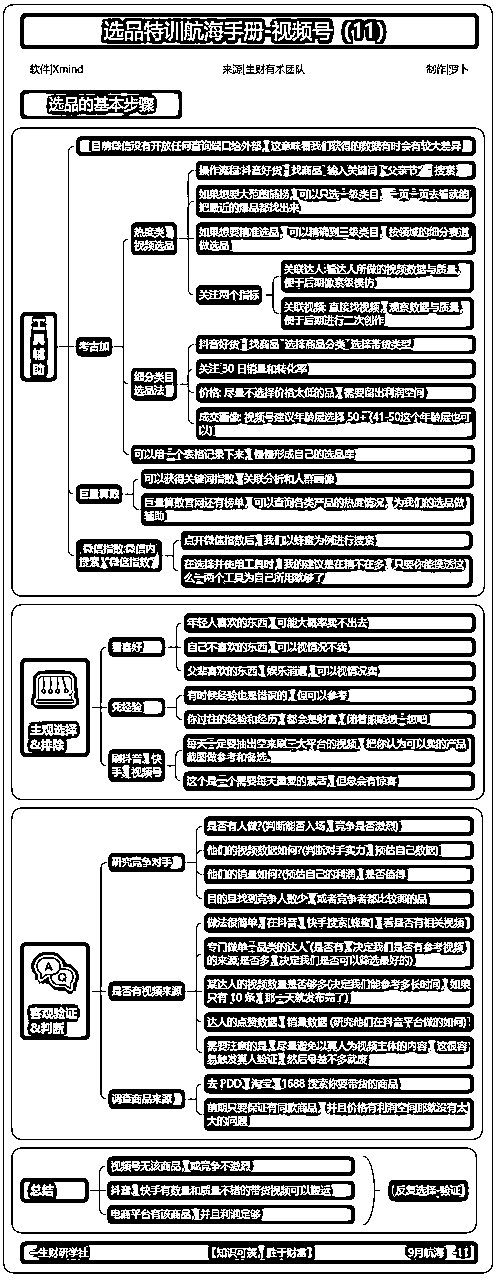 选品特训航海手册-视频号（11）
软件|Xmind
来源|生财有术团队
制作|萝卜
选品的基本步骤
工具辅助
目前微信没有开放任何查询端口给外部，这意味着我们获得的数据有时会有较大差异
考古加
热度类视频选品
操作流程:抖音好货
找商品
输入关键词
"父亲节"
搜索
如果想要大范围捕捞，可以只选一级类目，一页一页去看就能
把最近的爆品都找出来
如果想要精准选品，可以精确到三级类目，按领域的细分赛道
做选品
关注两个指标
关联达人:看达人所做的视频数据与质量，
便于后期像素级模仿
关联视频: 直接找视频，观察数据与质量，
便于后期进行二次创作
细分类目选品法
抖音好货
找商品
选择商品分类
选择带货类型
关注 30 日销量和转化率
价格: 尽量不选择价格太低的品，需要留出利润空间
成交画像: 视频号建议年龄层选择 50+ (41-50这个年龄层也可
以)
可以用一个表格记录下来，慢慢形成自己的选品库
巨量算数
可以获得关键词指数、关联分析和人群画像
巨量算数官网还有榜单，可以查询各类产品的热度情况，为我们的选品做
辅助
微信指数:微信内
搜索"微信指数"
点开微信指数后，我们以蜂蜜为例进行搜索
在选择并使用工具时，我的建议是在精不在多，只要你能摸透这
么一两个工具为自己所用就够了
主观选择
&排除
看喜好
年轻人喜欢的东西，可能大概率卖不出去
自己不喜欢的东西，可以视情况不卖
父辈喜欢的东西、娱乐消遣，可以视情况卖
凭经验
有时候经验也是错误的，但可以参考
你过往的经验和经历，都会是财富，闭着眼睛想一想吧
刷抖音、快
手、视频号
每天一定要抽出空来刷三大平台的视频，把你认为可以卖的产品
截图做参考和备选。
这个是一个需要每天重复的累活，但总会有惊喜
客观验证
&判断
研究竞争对手
是否有人做?(判断能否入场、竞争是否激烈)
他们的视频数据如何?(判断对手实力、预估自己数据)
他们的销量如何?(预估自己的利润、是否值得)
目的是找到竞争人数少、或者竞争者都比较弱的品
是否有视频来源
做法很简单，在抖音、快手搜索(蜂蜜)，看是否有相关视频
专门做单一品类的达人 (是否有，决定我们是否有参考视频
的来源;是否多，决定我们是否可以筛选最好的)
某达人的视频数量是否够多(决定我们能参考多长时间，如果
只有 10 条，那一天就发布完了)
达人的点赞数据、销量数据 (研究他们在抖音平台做的如何)
需要注意的是，尽量避免以真人为视频主体的内容，这很容
易触发真人验证，然后号差不多就废
调查商品来源
去 PDD、淘宝、1688 搜索你要带货的商品
前期只要保证有同款商品，并且价格有利润空间那就没有太
大的问题
总结
视频号无该商品，或竞争不激烈
抖音、快手有数量和质量不错的带货视频可以搬运
电商平台有该商品，并且利润足够
(反复选择-验证)
生财研学社
【知识可羡，胜于财富】
9月航海
-11